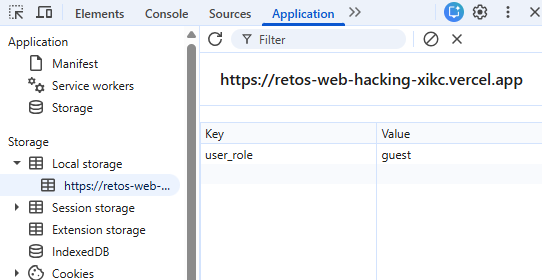 Elements Console Sources Application
Application
Manifest
Service workers
Storage
Storage
Local storage
https://retos-web-...
Session storage
Extension storage
IndexedDB
Cookies
Filter
https://retos-web-hacking-xikc.vercel.app
Key Value
user_role guest